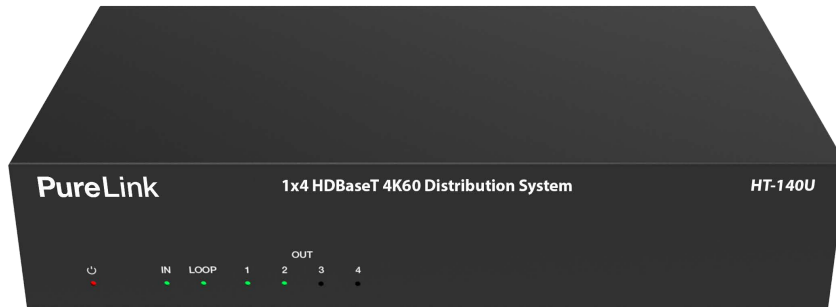 PureLink 1x4 HDBaseT 4K60 Distribution System HT-140U
OUT
IN LOOP 1 2 3 4